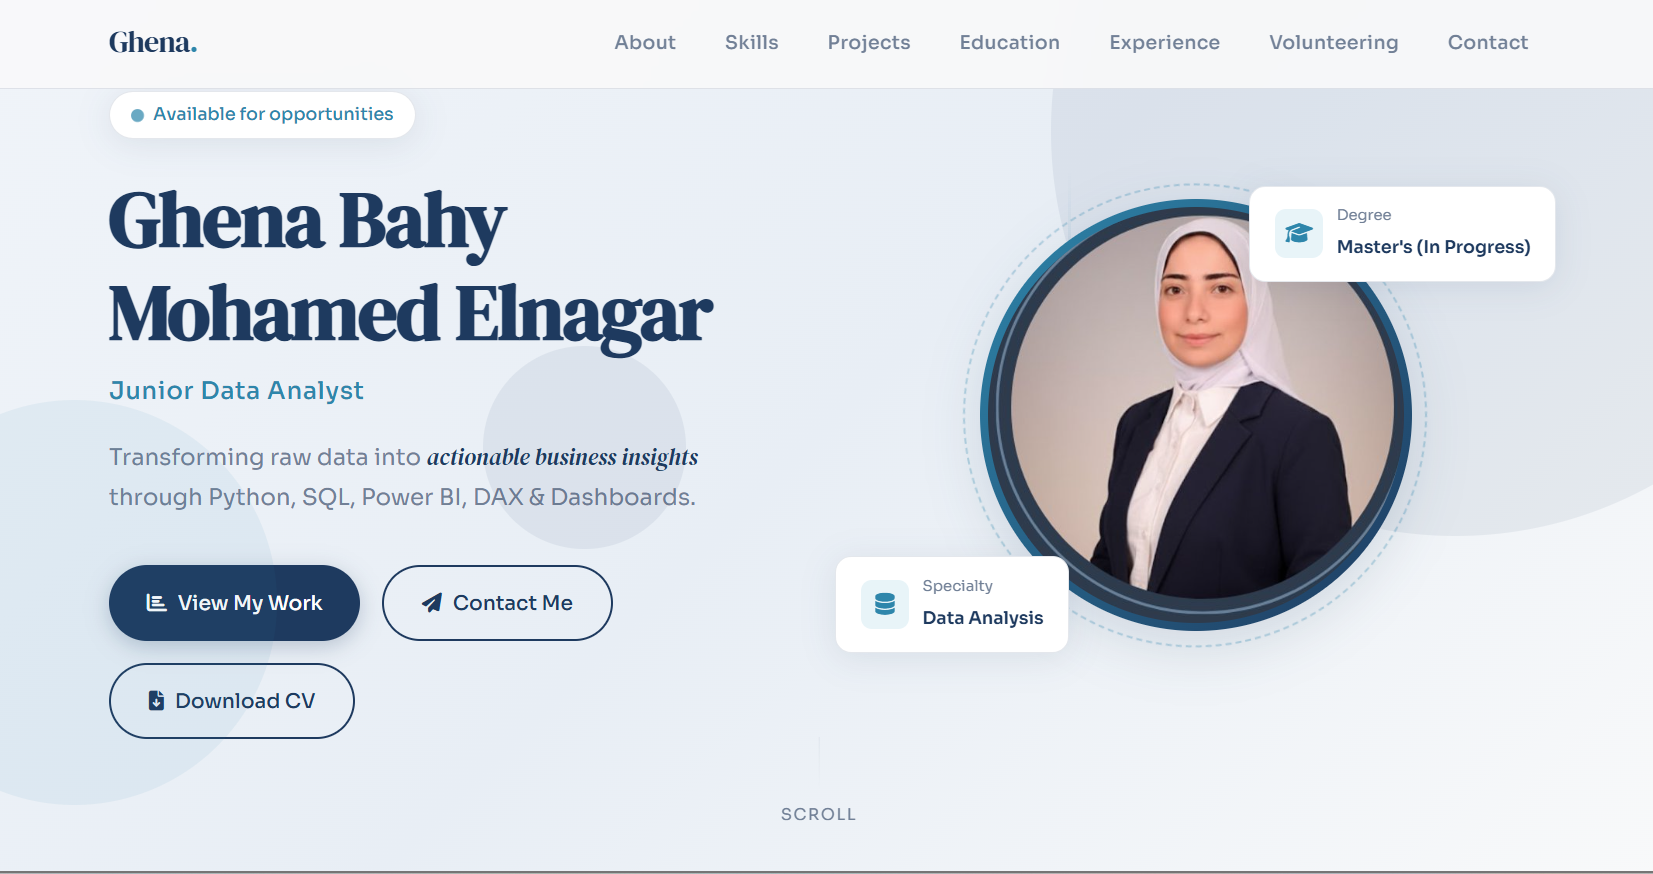 Ghena.
About Skills Projects Education Experience Volunteering Contact
Available for opportunities
Ghena Bahy
Mohamed Elnagar
Junior Data Analyst
Transforming raw data into actionable business insights
through Python, SQL, Power BI, DAX & Dashboards.
View My Work
Contact Me
Download CV
Degree
Master's (In Progress)
Specialty
Data Analysis
SCROLL